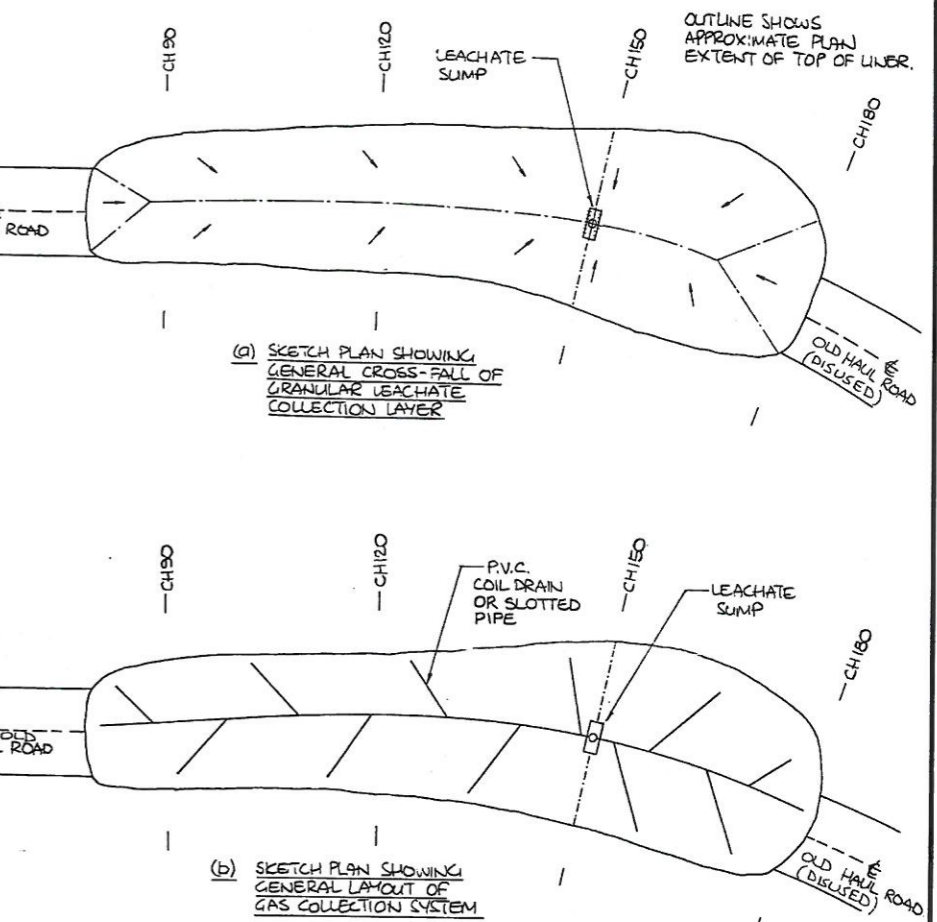 OUTLINE SHOWS
APPROXIMATE PLAN
EXTENT OF TOP OF LINER.
CH90
CH120
LEACHATE
SUMP
CH150
CH180
ROAD
OLD HAUL ROAD
(DISUSED)
(a) SKETCH PLAN SHOWING
GENERAL CROSS-FALL OF
GRANULAR LEACHATE
COLLECTION LAYER
CH90
CH120
P.V.C.
COIL DRAIN
OR SLOTTED
PIPE
CH150
LEACHATE
SUMP
CH180
OLD
ROAD
OLD HAUL ROAD
(DISUSED)
(b) SKETCH PLAN SHOWING
GENERAL LAYOUT OF
GAS COLLECTION SYSTEM